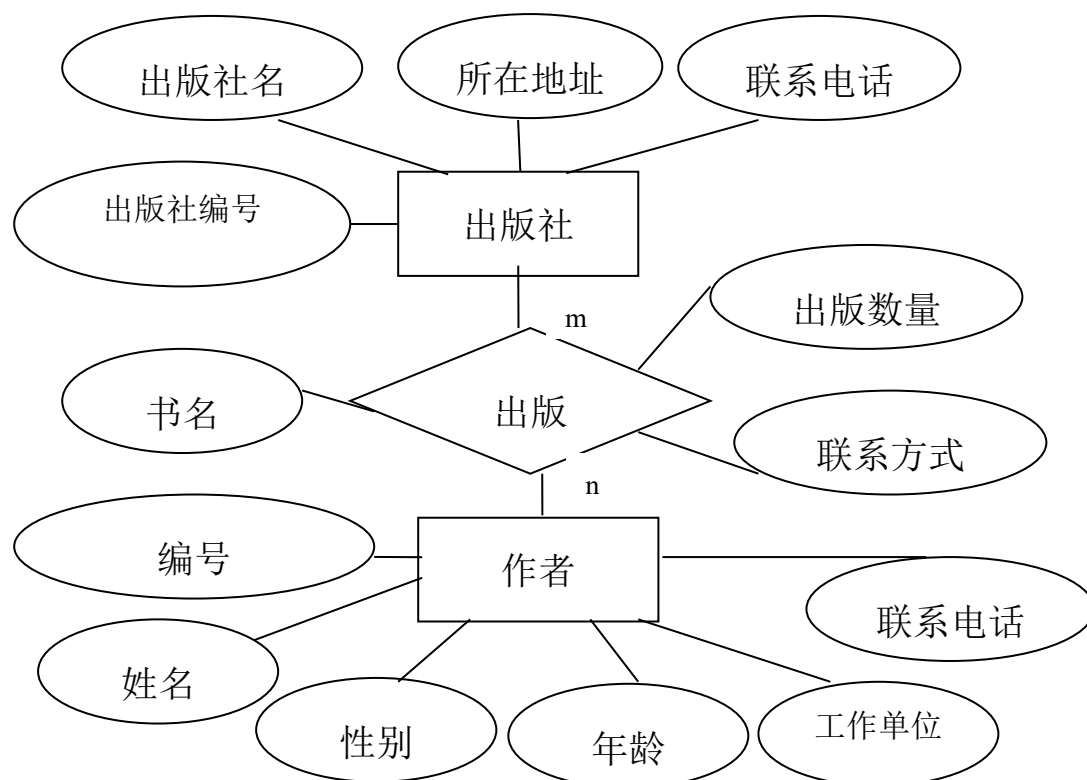 出版社名
所在地址
联系电话
出版社编号
出版社
出版数量
m
书名
出版
联系方式
n
编号
作者
联系电话
姓名
性别
年龄
工作单位